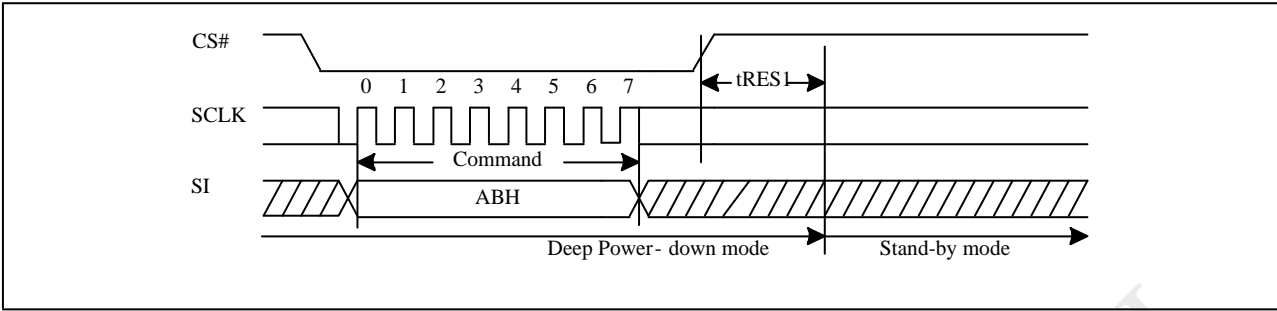 CS#
tRES1
0 1 2 3 4 5 6 7
SCLK
Command
SI
ABH
Deep Power- down mode
Stand-by mode